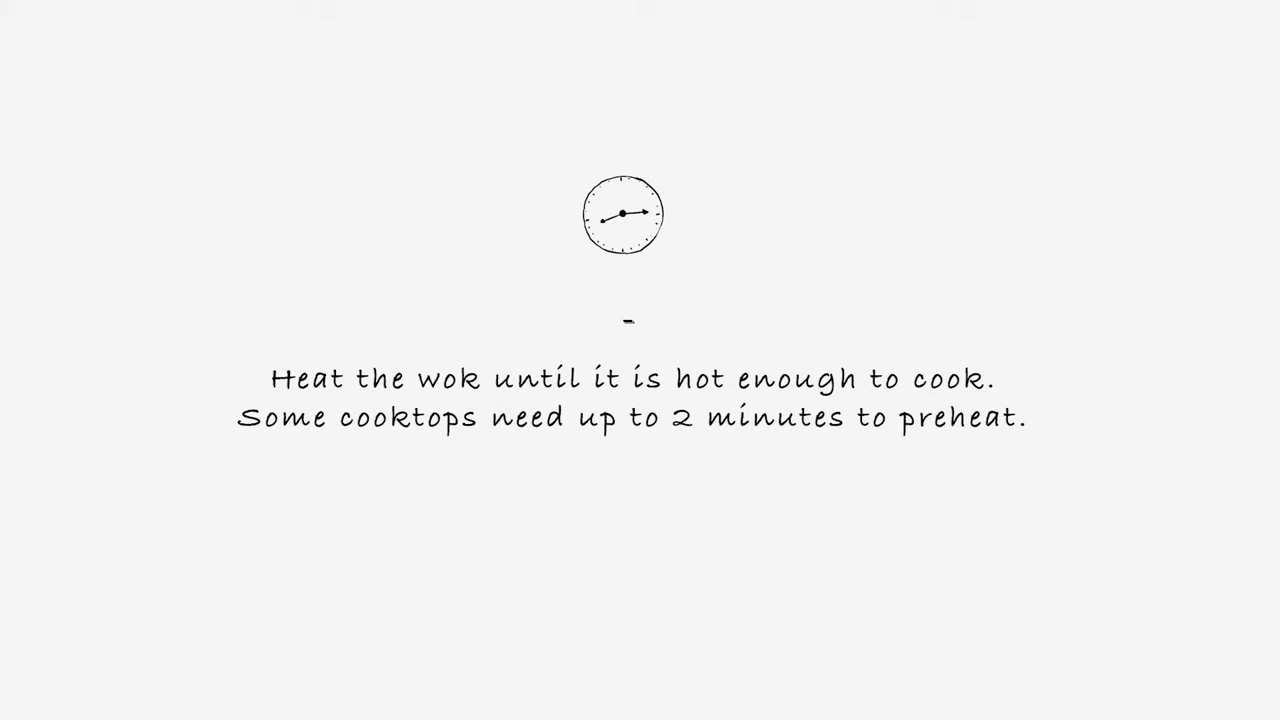 -
Heat the wok until it is hot enough to cook.
Some cooktops need up to 2 minutes to preheat.